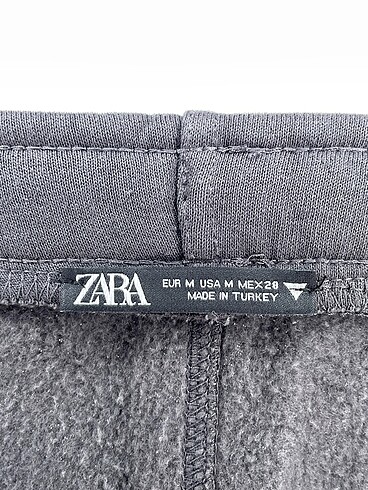 ZARA
EUR M USA M MEX 28
MADE IN TURKEY